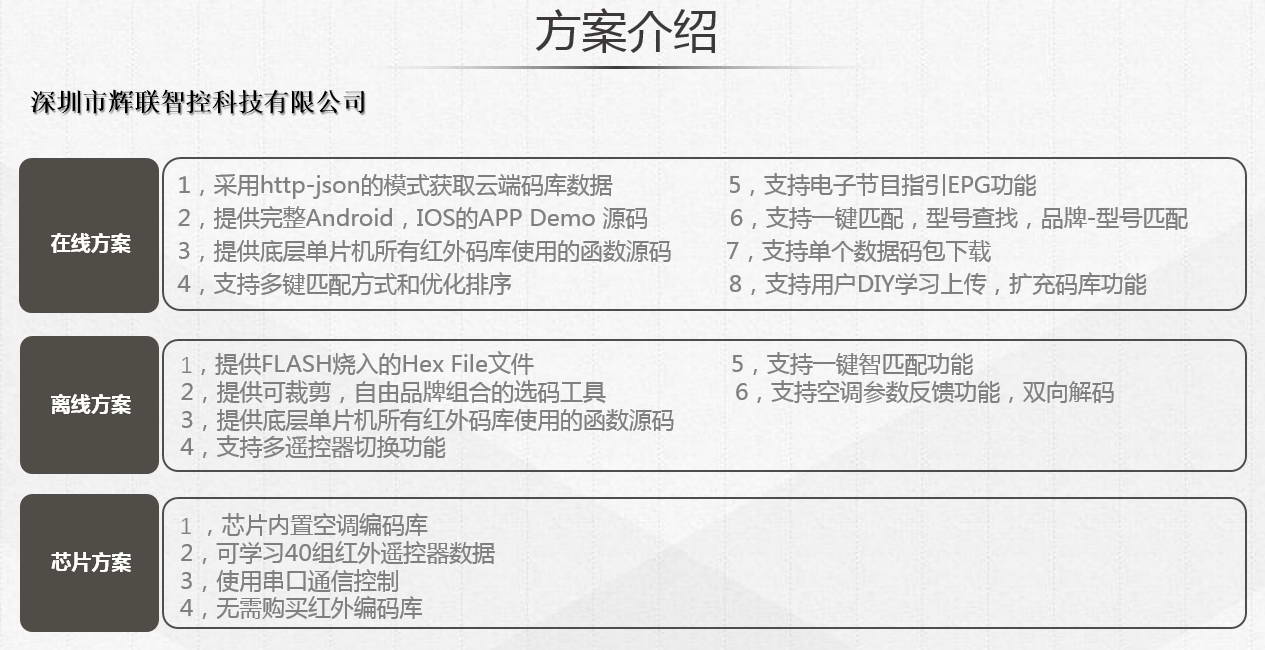 方案介绍
深圳市辉联智控科技有限公司
在线方案
1，采用http-json的模式获取云端码库数据
2，提供完整Android，IOS的APP Demo 源码
3，提供底层单片机所有红外码库使用的函数源码
4，支持多键匹配方式和优化排序
5，支持电子节目指引EPG功能
6，支持一键匹配，型号查找，品牌-型号匹配
7，支持单个数据码包下载
8，支持用户DIY学习上传，扩充码库功能
离线方案
1，提供FLASH烧入的Hex File文件
2，提供可裁剪，自由品牌组合的选码工具
3，提供底层单片机所有红外码库使用的函数源码
4，支持多遥控器切换功能
5，支持一键智匹配功能
6，支持空调参数反馈功能，双向解码
芯片方案
1 ，芯片内置空调编码库
2，可学习40组红外遥控器数据
3，使用串口通信控制
4，无需购买红外编码库